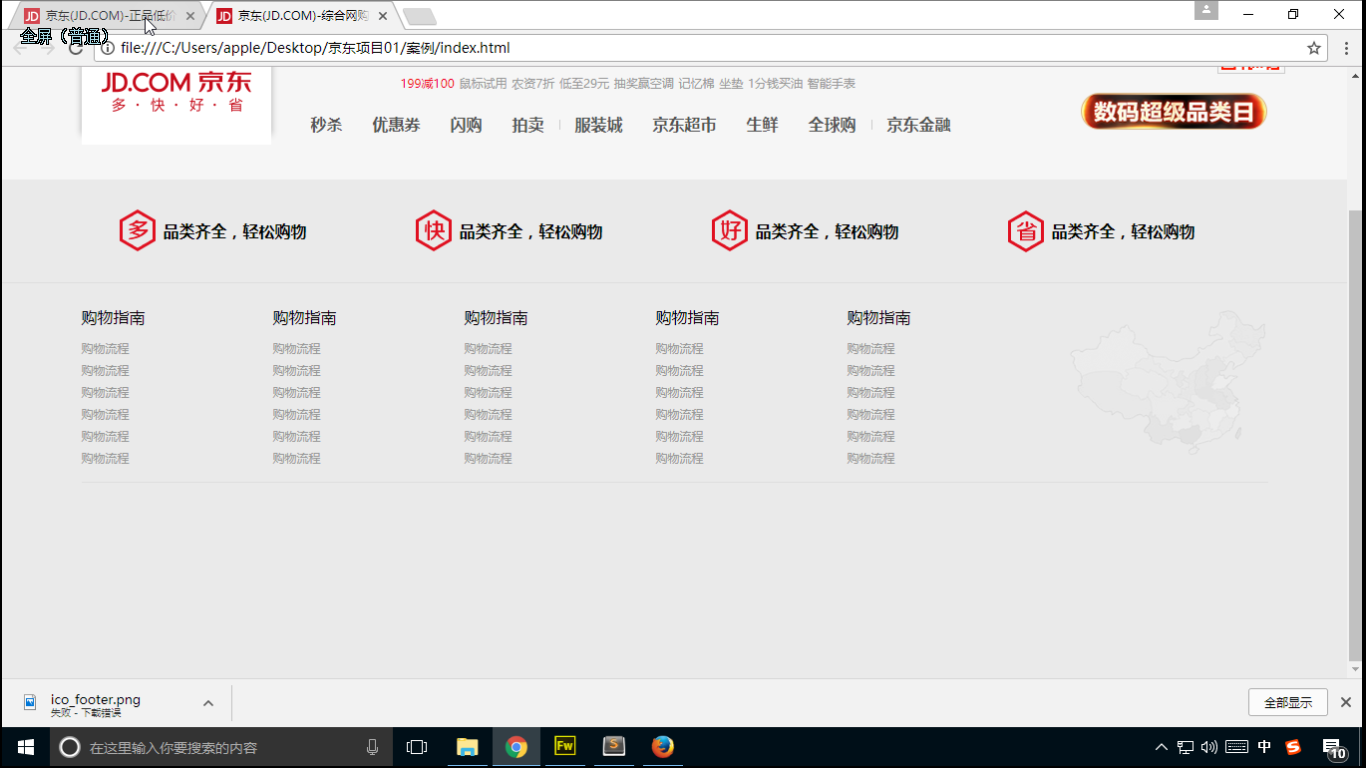 京东(JD.COM)-正品低价
京东(JD.COM)-综合网购
全屏（普通）
file:///C:/Users/apple/Desktop/京东项目01/案例/index.html
JD.COM 京东
多·快·好·省
199减100 鼠标试用 农资7折 低至29元 抽奖赢空调 记忆棉 坐垫 1分钱买油 智能手表
秒杀 优惠券 闪购 拍卖 服装城 京东超市 生鲜 全球购 京东金融
数码超级品类日
多 品类齐全，轻松购物 快 品类齐全，轻松购物 好 品类齐全，轻松购物 省 品类齐全，轻松购物
购物指南 购物指南 购物指南 购物指南 购物指南
购物流程 购物流程 购物流程 购物流程 购物流程
购物流程 购物流程 购物流程 购物流程 购物流程
购物流程 购物流程 购物流程 购物流程 购物流程
购物流程 购物流程 购物流程 购物流程 购物流程
购物流程 购物流程 购物流程 购物流程 购物流程
购物流程 购物流程 购物流程 购物流程 购物流程
ico_footer.png
失败 - 下载错误
全部显示
在这里输入你要搜索的内容
Fw
S
中
S
10